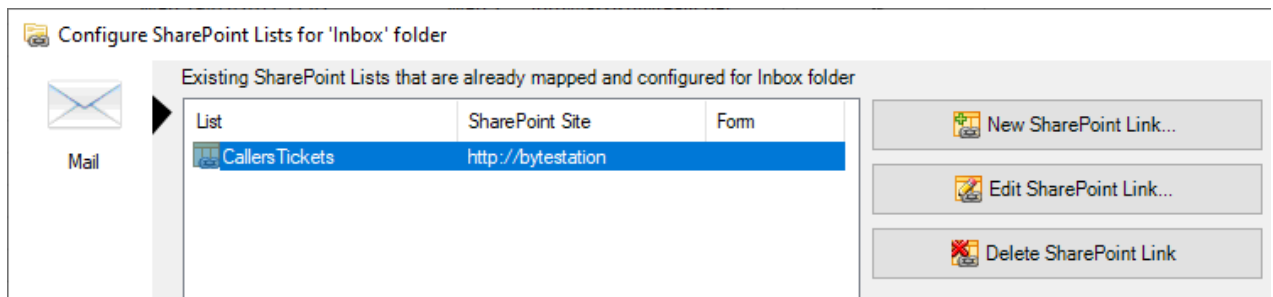 Configure SharePoint Lists for 'Inbox' folder
Existing SharePoint Lists that are already mapped and configured for Inbox folder
Mail
List SharePoint Site Form
CallersTickets http://bytestation
New SharePoint Link...
Edit SharePoint Link...
Delete SharePoint Link